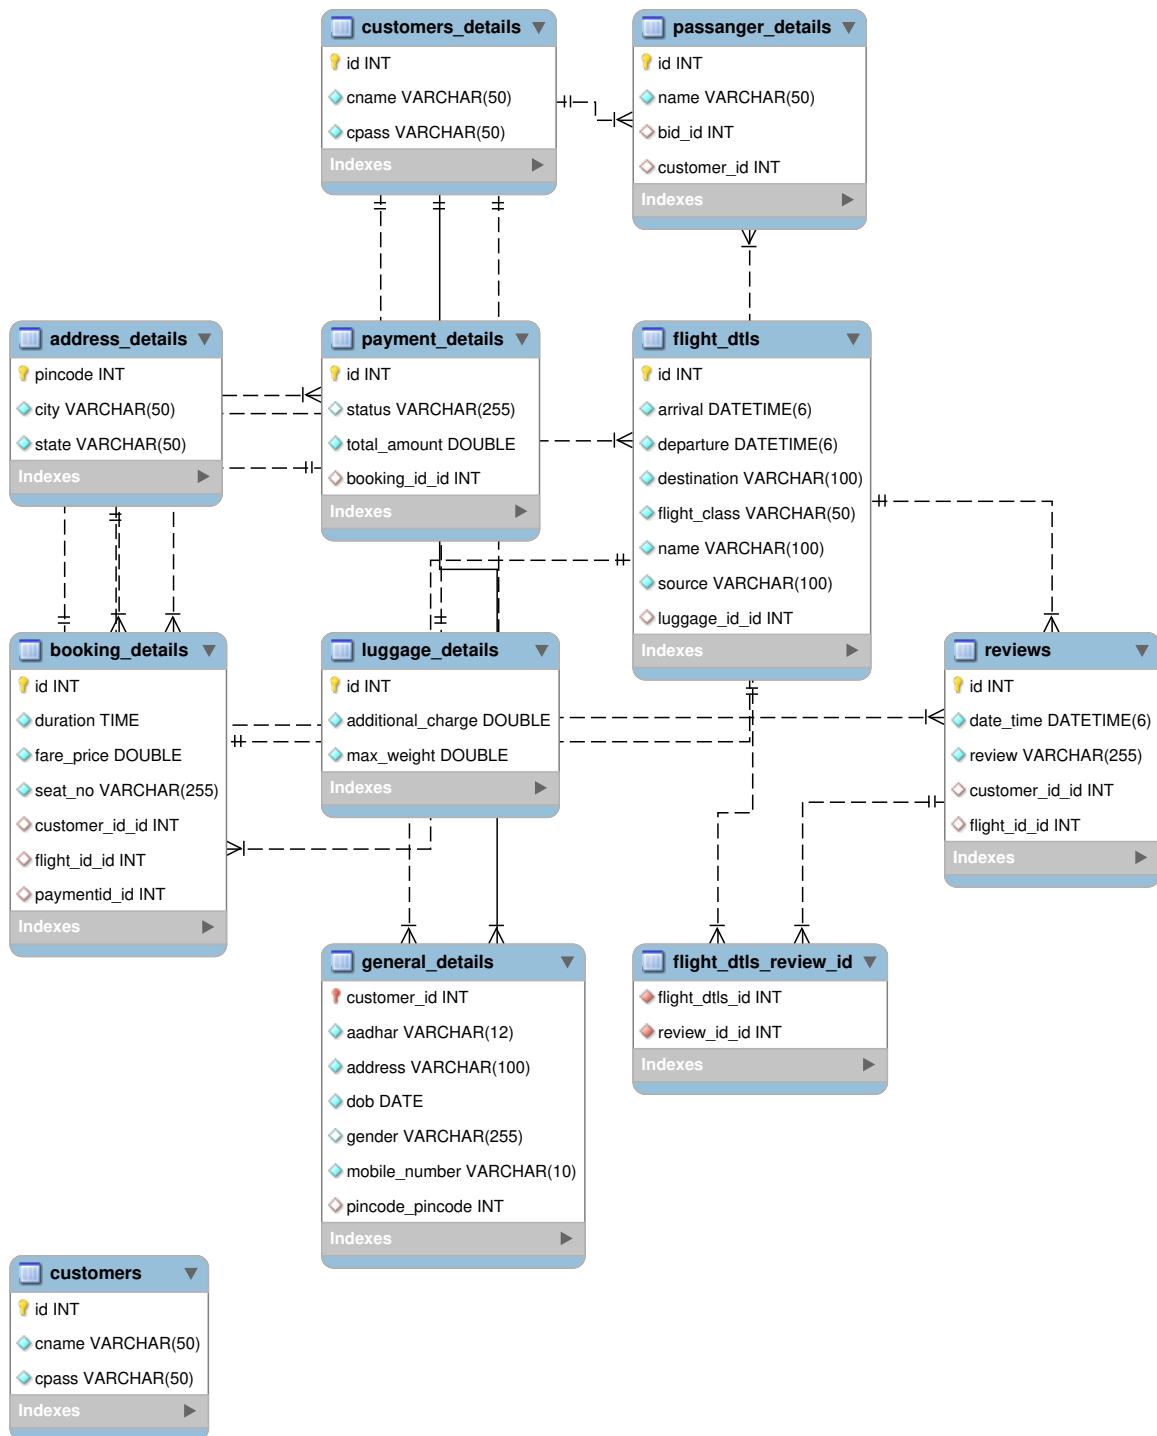 customers_details
id INT
cname VARCHAR(50)
cpass VARCHAR(50)
Indexes
passanger_details
id INT
name VARCHAR(50)
bid_id INT
customer_id INT
Indexes
address_details
pincode INT
city VARCHAR(50)
state VARCHAR(50)
Indexes
payment_details
id INT
status VARCHAR(255)
total_amount DOUBLE
booking_id_id INT
Indexes
flight_dtls
id INT
arrival DATETIME(6)
departure DATETIME(6)
destination VARCHAR(100)
flight_class VARCHAR(50)
name VARCHAR(100)
source VARCHAR(100)
luggage_id_id INT
Indexes
booking_details
id INT
duration TIME
fare_price DOUBLE
seat_no VARCHAR(255)
customer_id_id INT
flight_id_id INT
paymentid_id INT
Indexes
luggage_details
id INT
additional_charge DOUBLE
max_weight DOUBLE
Indexes
reviews
id INT
date_time DATETIME(6)
review VARCHAR(255)
customer_id_id INT
flight_id_id INT
Indexes
general_details
customer_id INT
aadhar VARCHAR(12)
address VARCHAR(100)
dob DATE
gender VARCHAR(255)
mobile_number VARCHAR(10)
pincode_pincode INT
Indexes
flight_dtls_review_id
flight_dtls_id INT
review_id_id INT
Indexes
customers
id INT
cname VARCHAR(50)
cpass VARCHAR(50)
Indexes